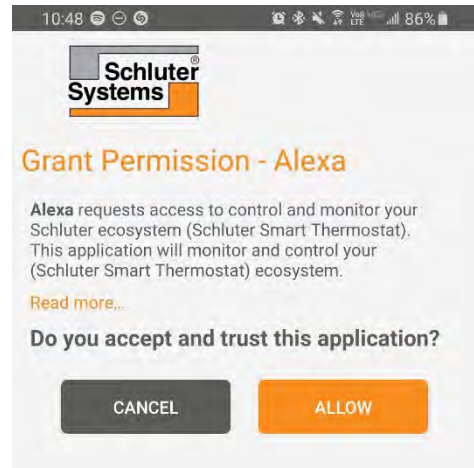 10:48 86%
Schluter®
Systems
Grant Permission - Alexa
Alexa requests access to control and monitor your
Schluter ecosystem (Schluter Smart Thermostat).
This application will monitor and control your
(Schluter Smart Thermostat) ecosystem.
Read more...
Do you accept and trust this application?
CANCEL ALLOW